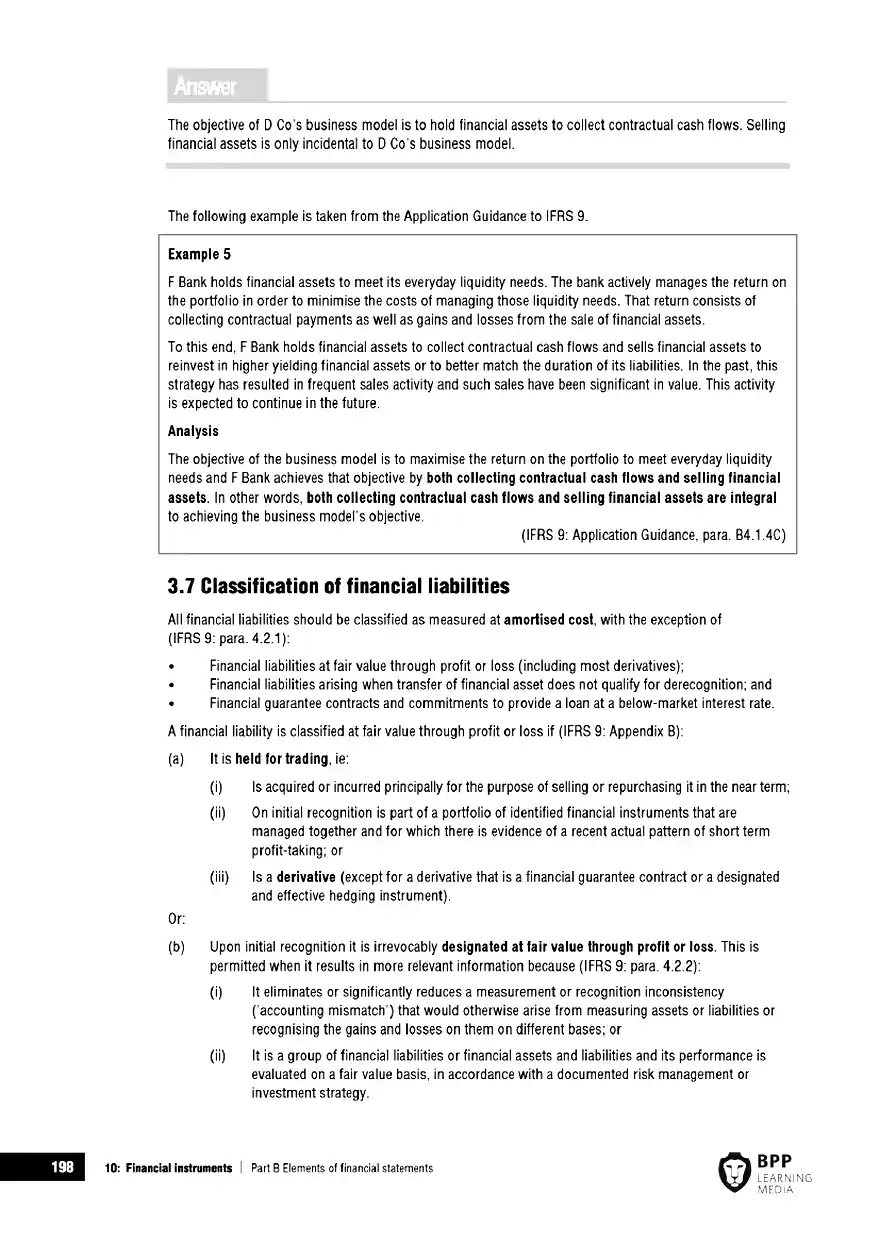 Answer
The objective of D Co's business model is to hold financial assets to collect contractual cash flows. Selling
financial assets is only incidental to D Co's business model.
The following example is taken from the Application Guidance to IFRS 9.
Example 5
F Bank holds financial assets to meet its everyday liquidity needs. The bank actively manages the return on
the portfolio in order to minimise the costs of managing those liquidity needs. That return consists of
collecting contractual payments as well as gains and losses from the sale of financial assets.
To this end, F Bank holds financial assets to collect contractual cash flows and sells financial assets to
reinvest in higher yielding financial assets or to better match the duration of its liabilities. In the past, this
strategy has resulted in frequent sales activity and such sales have been significant in value. This activity
is expected to continue in the future.
Analysis
The objective of the business model is to maximise the return on the portfolio to meet everyday liquidity
needs and F Bank achieves that objective by both collecting contractual cash flows and selling financial
assets. In other words, both collecting contractual cash flows and selling financial assets are integral
to achieving the business model's objective.
(IFRS 9: Application Guidance, para. B4.1.4C)
3.7 Classification of financial liabilities
All financial liabilities should be classified as measured at amortised cost, with the exception of
(IFRS 9: para. 4.2.1):
• Financial liabilities at fair value through profit or loss (including most derivatives);
• Financial liabilities arising when transfer of financial asset does not qualify for derecognition; and
• Financial guarantee contracts and commitments to provide a loan at a below-market interest rate.
A financial liability is classified at fair value through profit or loss if (IFRS 9: Appendix B):
(a) It is held for trading, ie:
(i) Is acquired or incurred principally for the purpose of selling or repurchasing it in the near term;
(ii) On initial recognition is part of a portfolio of identified financial instruments that are
managed together and for which there is evidence of a recent actual pattern of short term
profit-taking; or
(iii) Is a derivative (except for a derivative that is a financial guarantee contract or a designated
and effective hedging instrument).
Or:
(b) Upon initial recognition it is irrevocably designated at fair value through profit or loss. This is
permitted when it results in more relevant information because (IFRS 9: para. 4.2.2):
(i) It eliminates or significantly reduces a measurement or recognition inconsistency
('accounting mismatch') that would otherwise arise from measuring assets or liabilities or
recognising the gains and losses on them on different bases; or
(ii) It is a group of financial liabilities or financial assets and liabilities and its performance is
evaluated on a fair value basis, in accordance with a documented risk management or
investment strategy.
198 10: Financial instruments | Part B Elements of financial statements
BPP
LEARNING
MEDIA